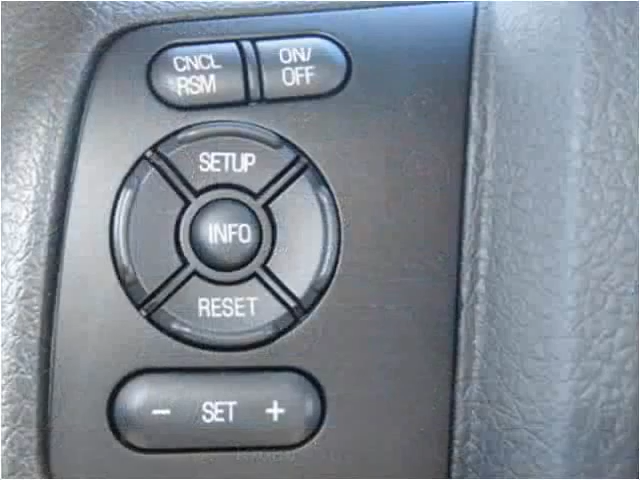 CNCL
RSM
ON/
OFF
SETUP
INFO
RESET
- SET +